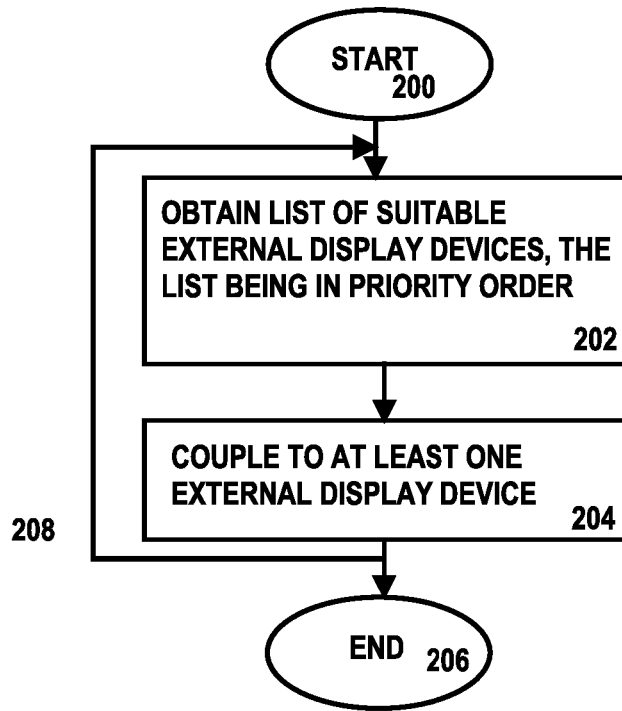 START
200
OBTAIN LIST OF SUITABLE
EXTERNAL DISPLAY DEVICES, THE
LIST BEING IN PRIORITY ORDER
202
COUPLE TO AT LEAST ONE
EXTERNAL DISPLAY DEVICE
204
208
END 206